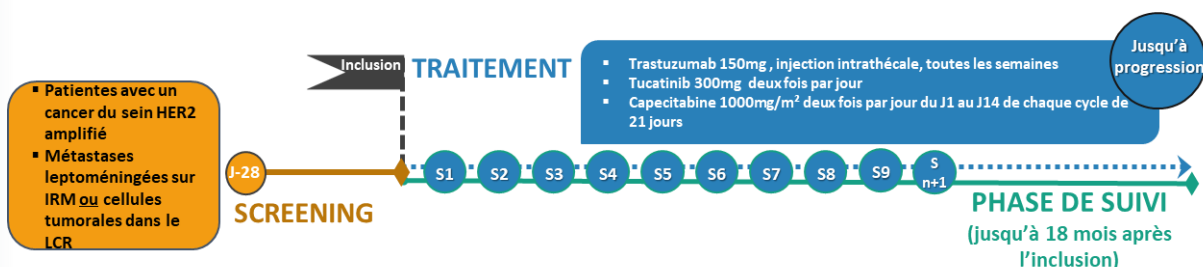 ▪ Patientes avec un
cancer du sein HER2
amplifié
▪ Métastases
leptoméningées sur
IRM ou cellules
tumorales dans le
LCR
J-28
SCREENING
Inclusion
TRAITEMENT
▪ Trastuzumab 150mg , injection intrathécale, toutes les semaines
▪ Tucatinib 300mg deux fois par jour
▪ Capecitabine 1000mg/m² deux fois par jour du J1 au J14 de chaque cycle de
21 jours
Jusqu'à
progression
S1 S2 S3 S4 S5 S6 S7 S8 S9 S
n+1
PHASE DE SUIVI
(jusqu'à 18 mois après
l'inclusion)